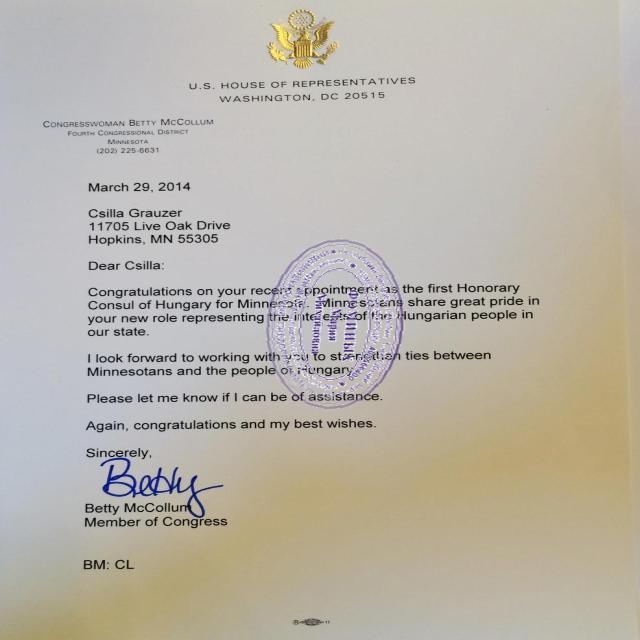 U.S. HOUSE OF REPRESENTATIVES
WASHINGTON, DC 20515
CONGRESSWOMAN BETTY MCCOLLUM
FOURTH CONGRESSIONAL DISTRICT
MINNESOTA
(202) 225-6631
March 29, 2014
Csilla Grauzer
11705 Live Oak Drive
Hopkins, MN 55305
Dear Csilla:
Congratulations on your recent appointment as the first Honorary
Consul of Hungary for Minnesota. Minnesotans share great pride in
your new role representing the interests of the Hungarian people in
our state.
I look forward to working with you to strengthen ties between
Minnesotans and the people of Hungary.
Please let me know if I can be of assistance.
Again, congratulations and my best wishes.
Sincerely,
Betty
Betty McCollum
Member of Congress
BM: CL